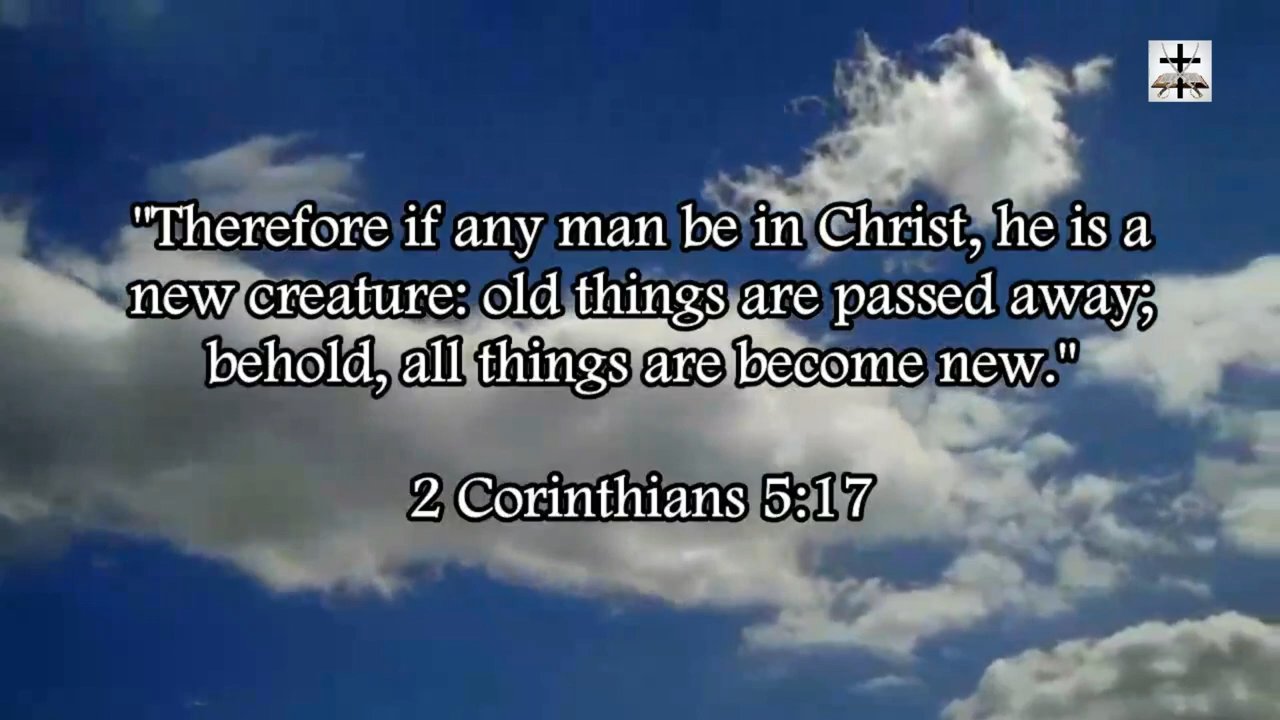 "Therefore if any man be in Christ, he is a
new creature: old things are passed away;
behold, all things are become new."
2 Corinthians 5:17